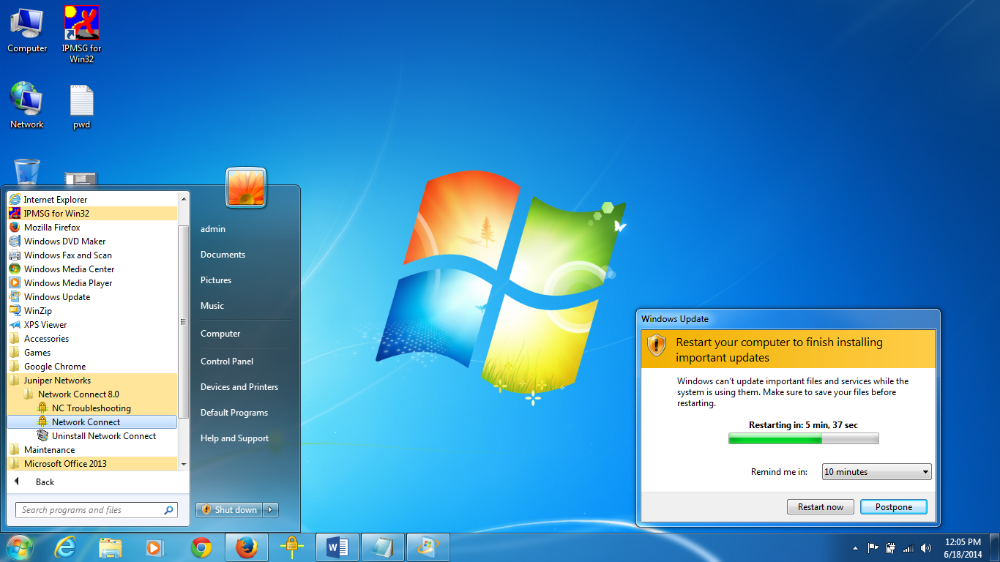 Computer
IPMSG for
Win32
Network
pwd
Internet Explorer
IPMSG for Win32
Mozilla Firefox
Windows DVD Maker
Windows Fax and Scan
Windows Media Center
Windows Media Player
Windows Update
WinZip
XPS Viewer
Accessories
Games
Google Chrome
Juniper Networks
Network Connect 8.0
NC Troubleshooting
Network Connect
Uninstall Network Connect
Maintenance
Microsoft Office 2013
Back
Search programs and files
admin
Documents
Pictures
Music
Computer
Control Panel
Devices and Printers
Default Programs
Help and Support
Shut down
Windows Update
Restart your computer to finish installing
important updates
Windows can't update important files and services while the
system is using them. Make sure to save your files before
restarting.
Restarting in: 5 min, 37 sec
Remind me in:
10 minutes
Restart now
Postpone
12:05 PM
6/18/2014